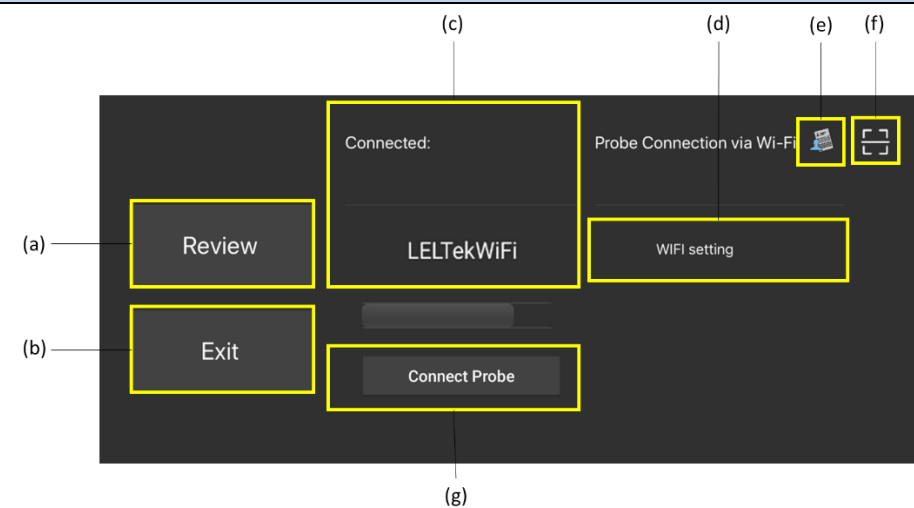 (c)
(d)
(e)
(f)
Connected:
Probe Connection via Wi-Fi
(a)
Review
LELTekWiFi
WIFI setting
(b)
Exit
Connect Probe
(g)